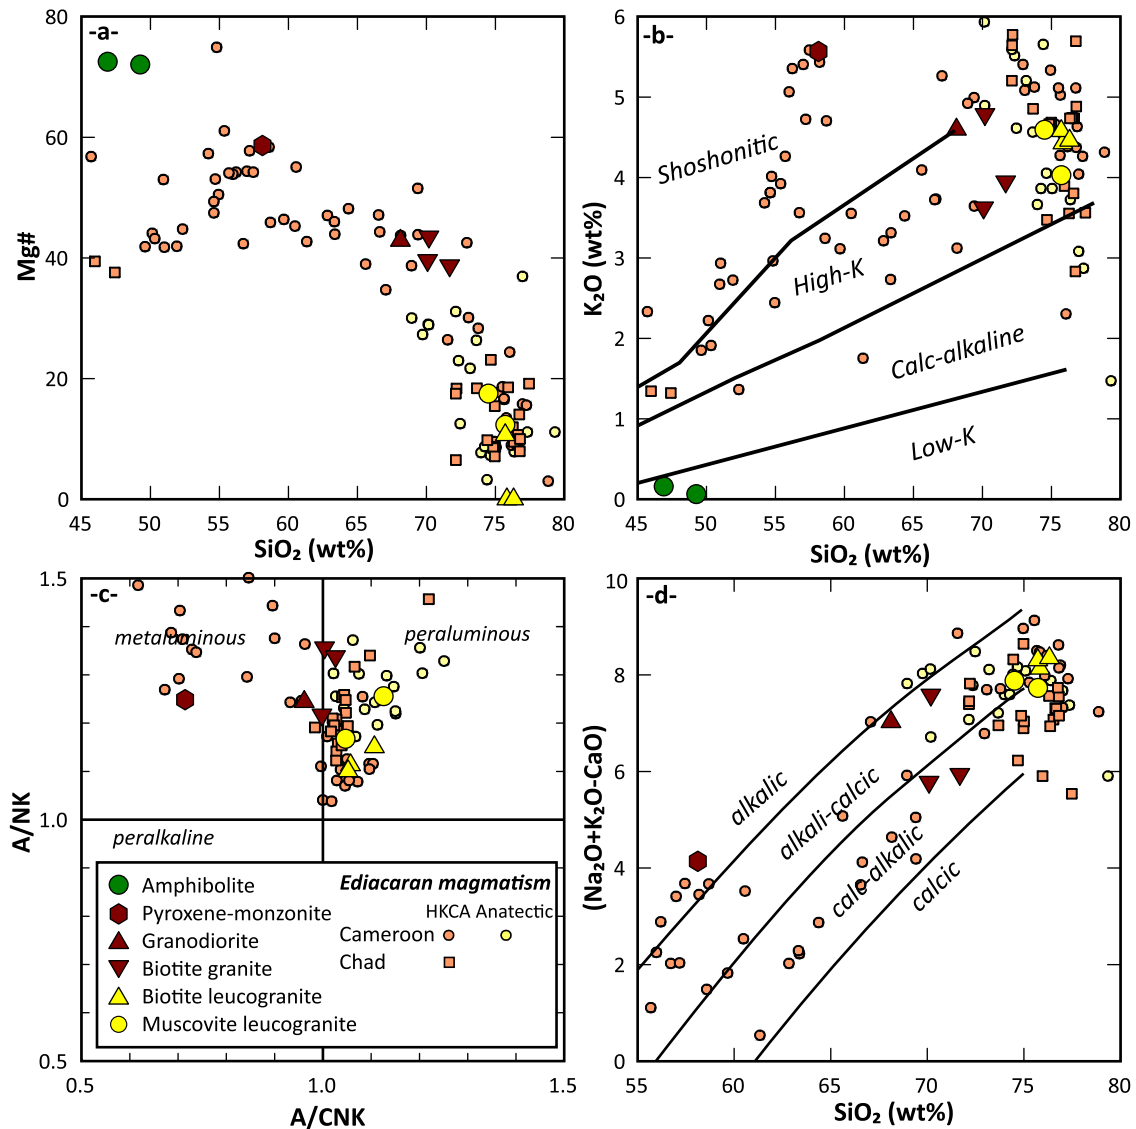 -a-
80
60
40
20
0
Mg#
45 50 55 60 65 70 75 80
SiO₂ (wt%)
-b-
6
5
4
3
2
1
0
K₂O (wt%)
Shoshonitic
High-K
Calc-alkaline
Low-K
45 50 55 60 65 70 75 80
SiO₂ (wt%)
-c-
1.5
1.0
0.5
A/NK
metaluminous
peraluminous
peralkaline
Amphibolite
Pyroxene-monzonite
Granodiorite
Biotite granite
Biotite leucogranite
Muscovite leucogranite
Ediacaran magmatism
HKCA Anatectic
Cameroon
Chad
0.5 1.0 1.5
A/CNK
-d-
10
8
6
4
2
0
(Na₂O+K₂O-CaO)
alkalic
alkali-calcic
calc-alkalic
calcic
55 60 65 70 75 80
SiO₂ (wt%)